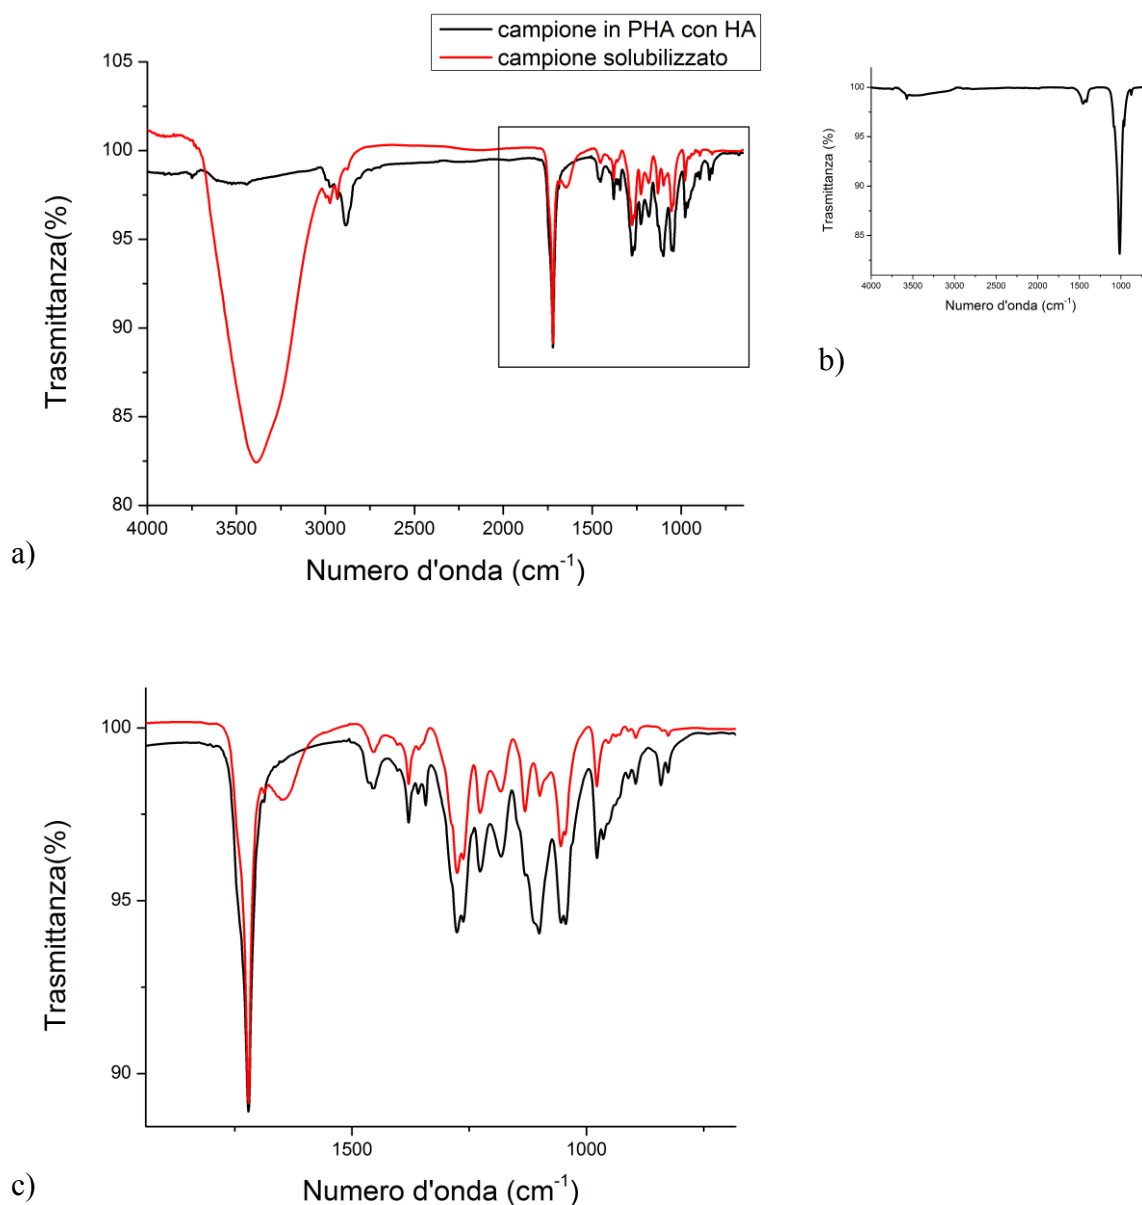 campione in PHA con HA
campione solubilizzato
105
100
95
90
85
80
4000
3500
3000
2500
2000
1500
1000
Trasmittanza(%)
Numero d'onda (cm⁻¹)
a)
100
95
90
85
4000
3500
3000
2500
2000
1500
1000
Trasmittanza (%)
Numero d'onda (cm⁻¹)
b)
100
95
90
1500
1000
Trasmittanza(%)
Numero d'onda (cm⁻¹)
c)